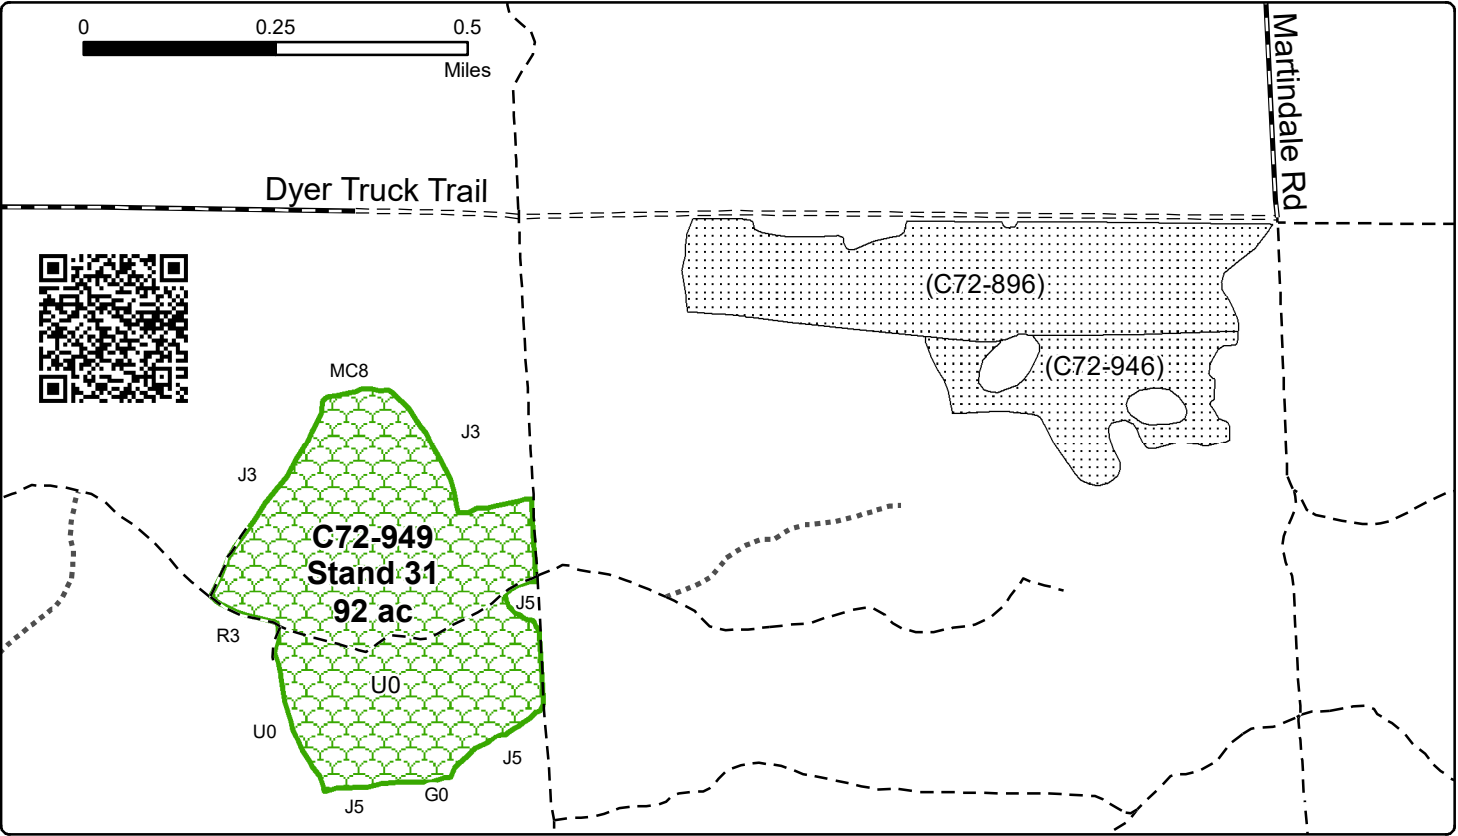 0 0.25 0.5
Miles
Martindale Rd
Dyer Truck Trail
(C72-896)
(C72-946)
MC8
J3
J3
C72-949
Stand 31
92 ac
J5
R3
U0
U0
J5
G0
J5